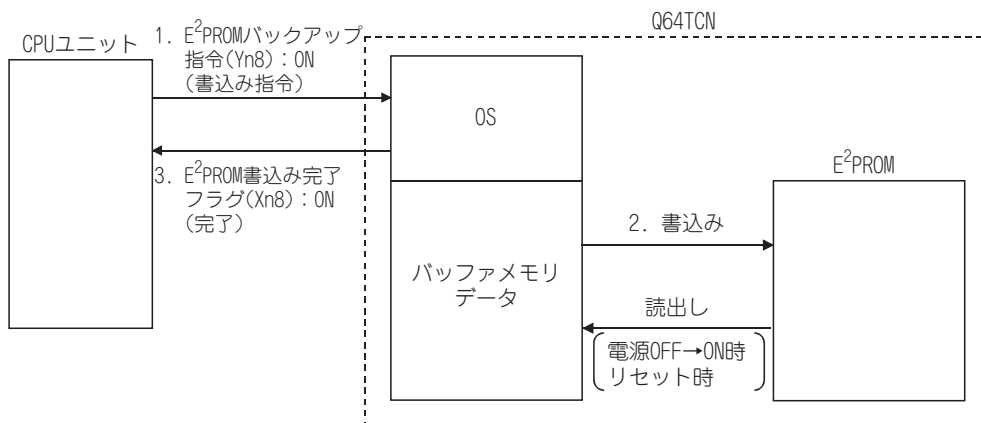 Q64TCN
CPUユニット
1. E²PROMバックアップ
指令(Yn8)：ON
(書込み指令)
OS
3. E²PROM書込み完了
フラグ(Xn8)：ON
(完了)
E²PROM
2. 書込み
バッファメモリ
データ
読出し
電源OFF→ON時
リセット時